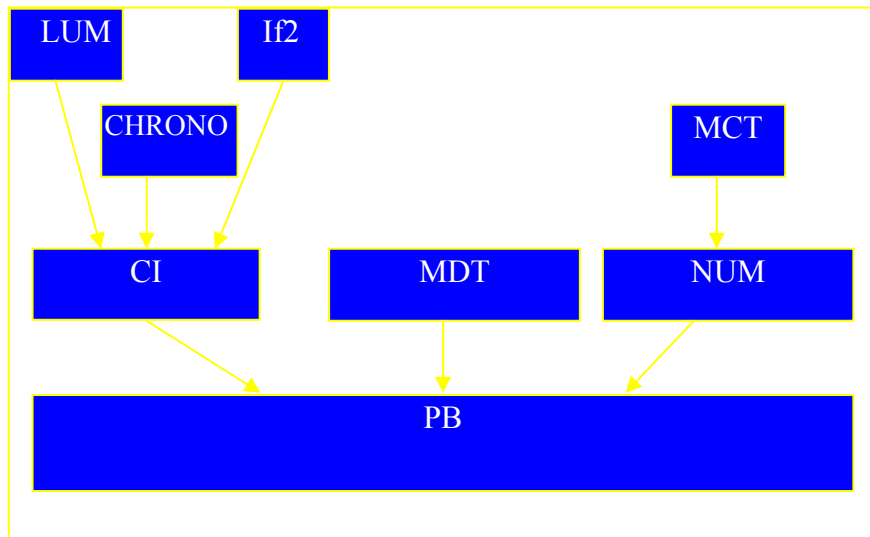 LUM
If2
CHRONO
MCT
CI
MDT
NUM
PB